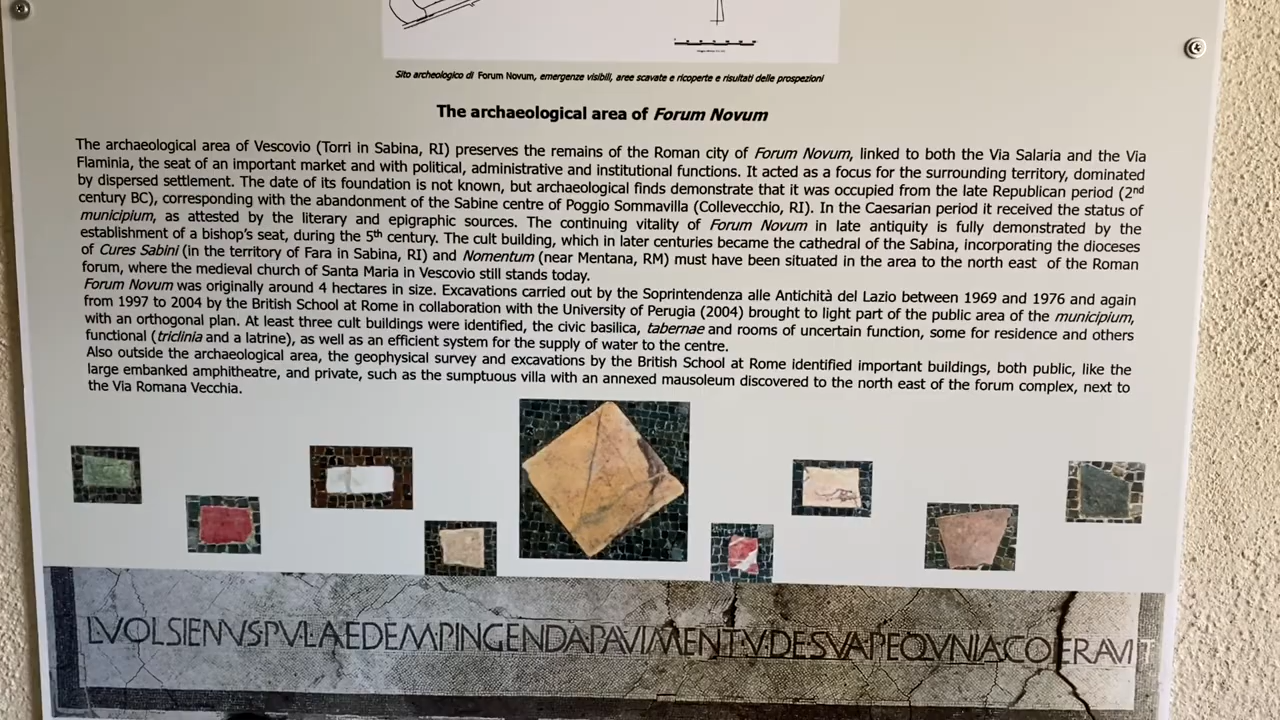 Sito archeologico di Forum Novum, emergenze visibili, aree scavate e ricoperte e risultati delle prospezioni
The archaeological area of Forum Novum
The archaeological area of Vescovio (Torri in Sabina, RI) preserves the remains of the Roman city of Forum Novum, linked to both the Via Salaria and the Via
Flaminia, the seat of an important market and with political, administrative and institutional functions. It acted as a focus for the surrounding territory, dominated
by dispersed settlement. The date of its foundation is not known, but archaeological finds demonstrate that it was occupied from the late Republican period (2nd
century BC), corresponding with the abandonment of the Sabine centre of Poggio Sommavilla (Collevecchio, RI). In the Caesarian period it received the status of
municipium, as attested by the literary and epigraphic sources. The continuing vitality of Forum Novum in late antiquity is fully demonstrated by the
establishment of a bishop's seat, during the 5th century. The cult building, which in later centuries became the cathedral of the Sabina, incorporating the dioceses
of Cures Sabini (in the territory of Fara in Sabina, RI) and Nomentum (near Mentana, RM) must have been situated in the area to the north east of the Roman
forum, where the medieval church of Santa Maria in Vescovio still stands today.
Forum Novum was originally around 4 hectares in size. Excavations carried out by the Soprintendenza alle Antichità del Lazio between 1969 and 1976 and again
from 1997 to 2004 by the British School at Rome in collaboration with the University of Perugia (2004) brought to light part of the public area of the municipium,
with an orthogonal plan. At least three cult buildings were identified, the civic basilica, tabernae and rooms of uncertain function, some for residence and others
functional (triclinia and a latrine), as well as an efficient system for the supply of water to the centre.
Also outside the archaeological area, the geophysical survey and excavations by the British School at Rome identified important buildings, both public, like the
large embanked amphitheatre, and private, such as the sumptuous villa with an annexed mausoleum discovered to the north east of the forum complex, next to
the Via Romana Vecchia.
LVOLSIENVSPVLAEDEMPINGENDAPAVIMENTVDESVAPEQVNIACOIERAVIT